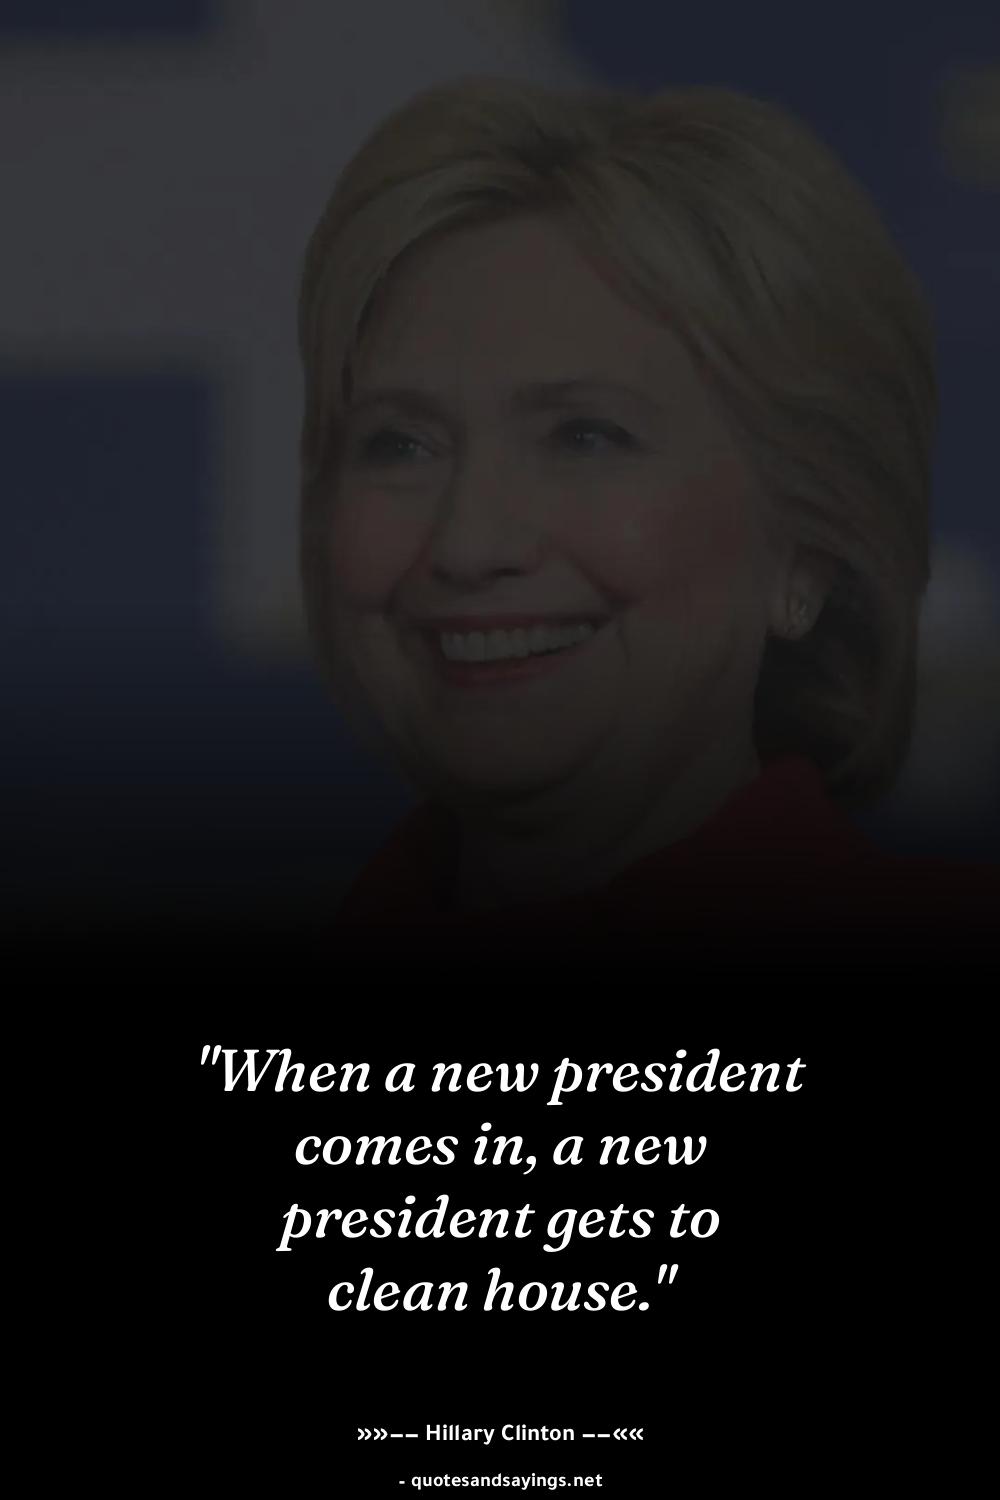 "When a new president
comes in, a new
president gets to
clean house."
»»–– Hillary Clinton ––««
- quotesandsayings.net